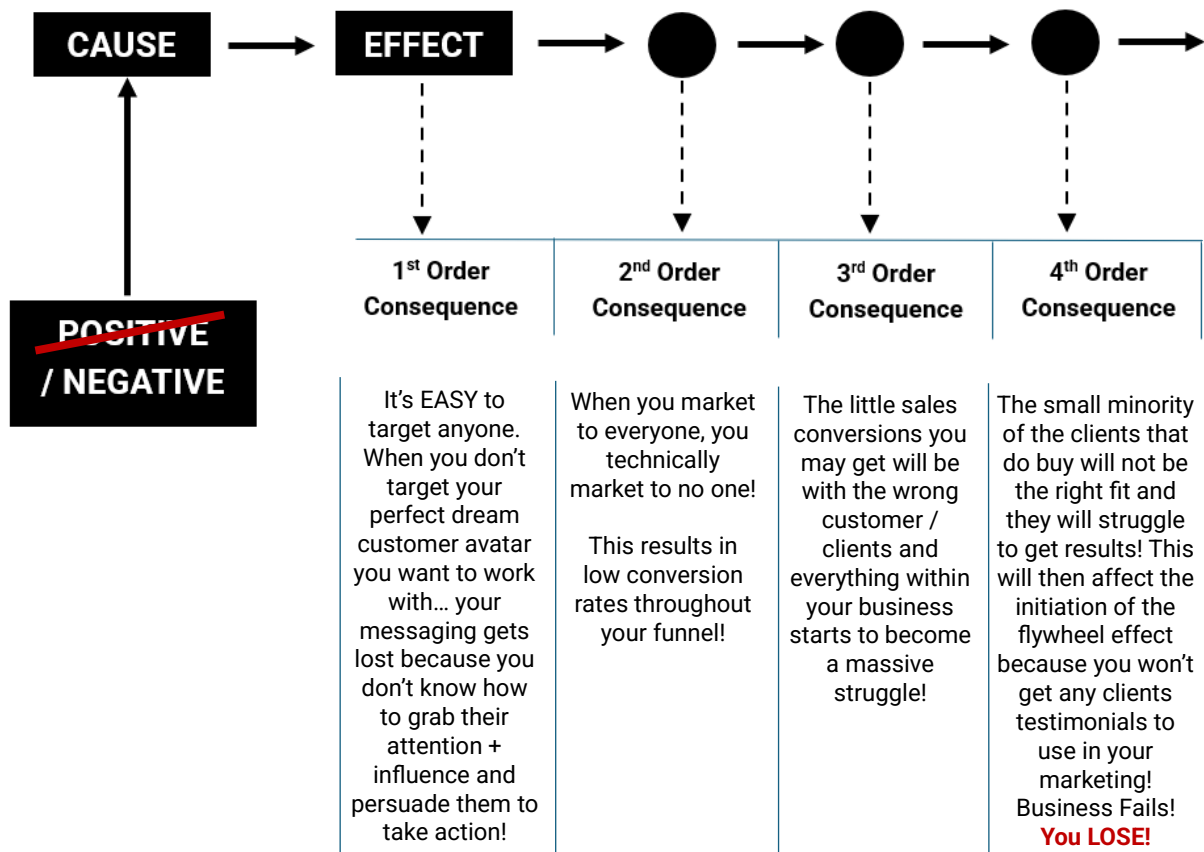 CAUSE
EFFECT
POSITIVE
/ NEGATIVE
1st Order
Consequence
2nd Order
Consequence
3rd Order
Consequence
4th Order
Consequence
It’s EASY to
target anyone.
When you don’t
target your
perfect dream
customer avatar
you want to work
with… your
messaging gets
lost because you
don’t know how
to grab their
attention +
influence and
persuade them to
take action!
When you market
to everyone, you
technically
market to no one!
This results in
low conversion
rates throughout
your funnel!
The little sales
conversions you
may get will be
with the wrong
customer /
clients and
everything within
your business
starts to become
a massive
struggle!
The small minority
of the clients that
do buy will not be
the right fit and
they will struggle
to get results! This
will then affect the
initiation of the
flywheel effect
because you won’t
get any clients
testimonials to
use in your
marketing!
Business Fails!
You LOSE!